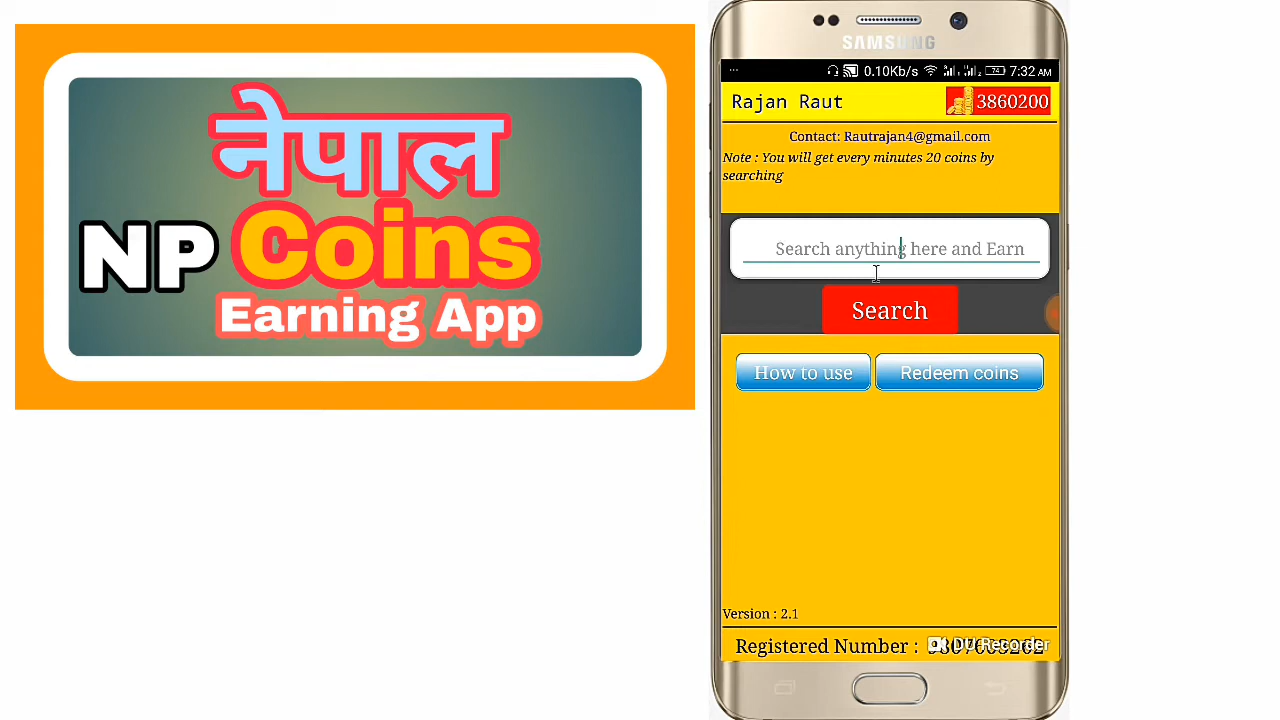 नेपाल
NP Coins
Earning App
SAMSUNG
0.10Kb/s 74 7:32 AM
Rajan Raut 3860200
Contact: Rautrajan4@gmail.com
Note : You will get every minutes 20 coins by
searching
Search anything here and Earn
Search
How to use Redeem coins
Version : 2.1
Registered Number :
DU Recorder